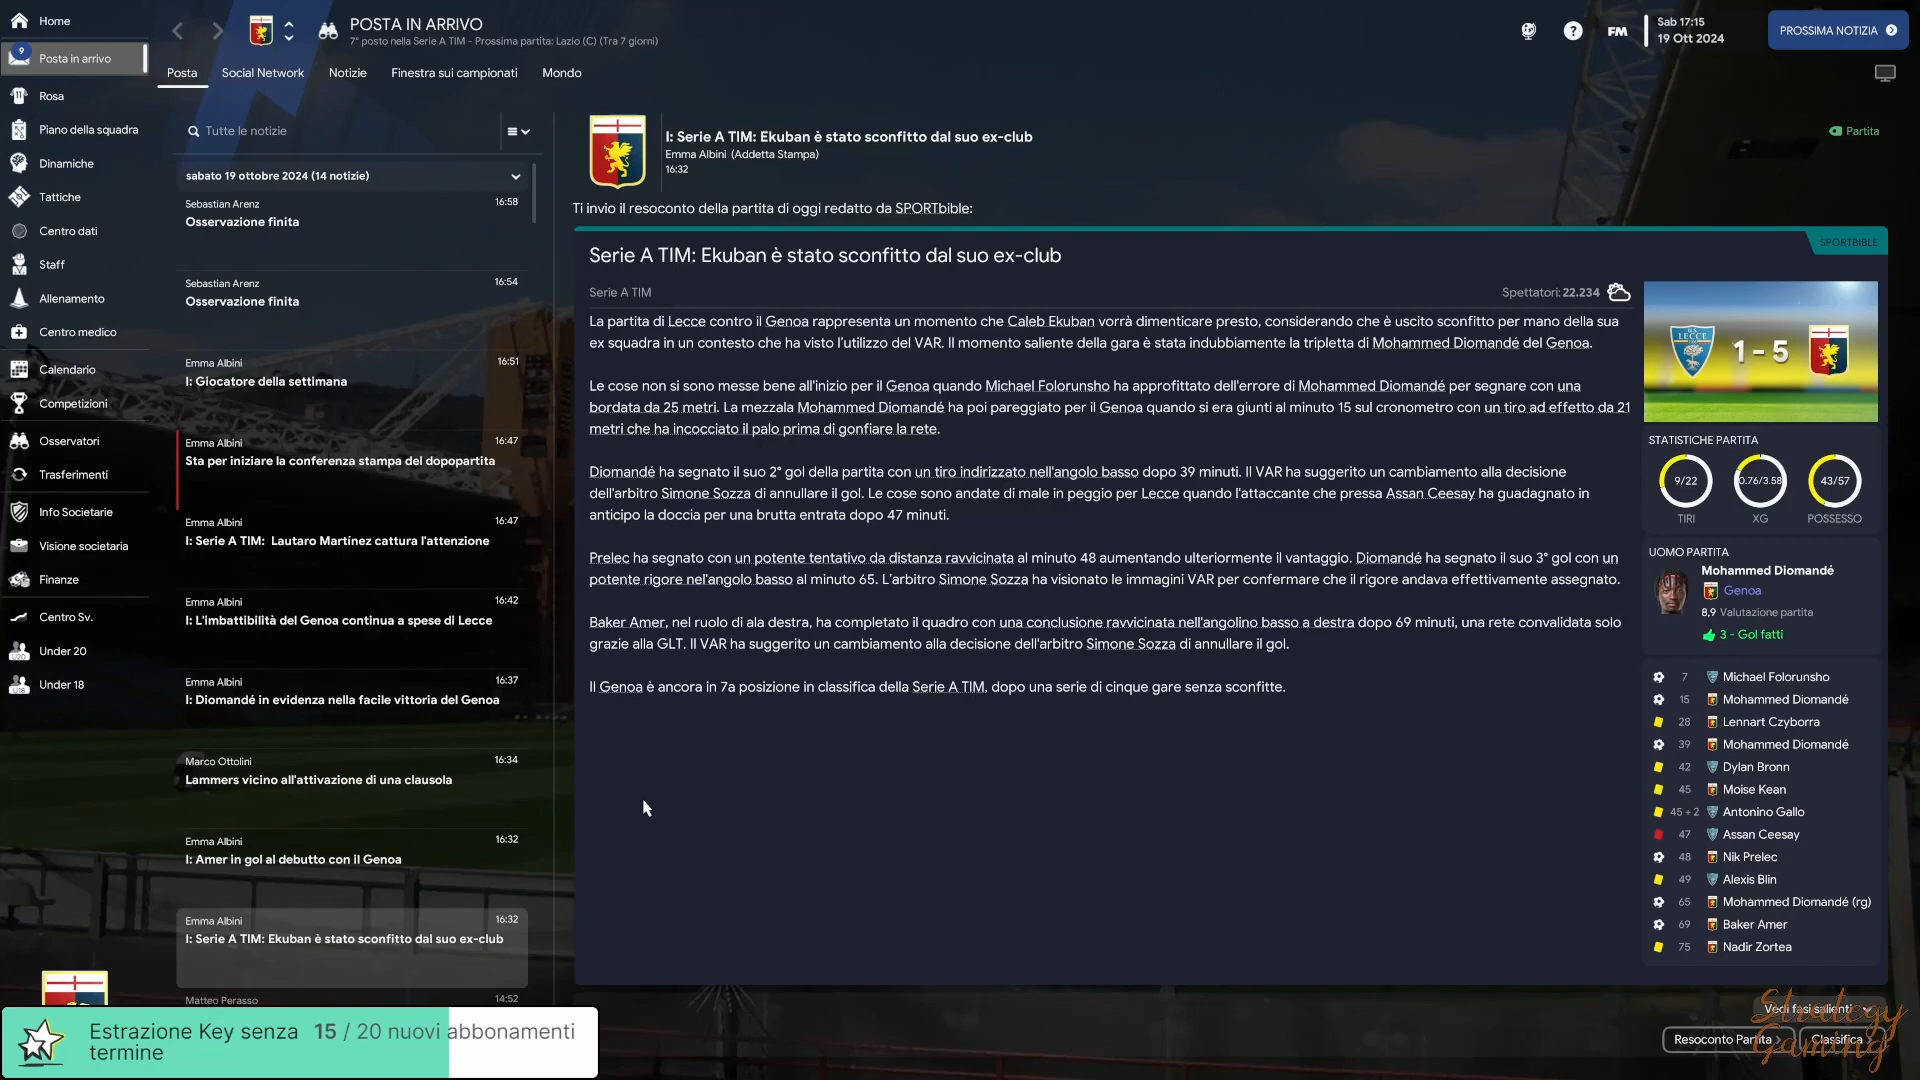 Home
9
Posta in arrivo
Rosa
Piano della squadra
Dinamiche
Tattiche
Centro dati
Staff
Allenamento
Centro medico
Calendario
Competizioni
Osservatori
Trasferimenti
Info Societarie
Visione societaria
Finanze
Centro Sv.
Under 20
Under 18
POSTA IN ARRIVO
7° posto nella Serie A TIM - Prossima partita: Lazio (C) (Tra 7 giorni)
FM
Sab 17:15
19 Ott 2024
PROSSIMA NOTIZIA
Posta Social Network Notizie Finestra sui campionati Mondo
Tutte le notizie
sabato 19 ottobre 2024 (14 notizie)
Sebastian Arenz 16:58
Osservazione finita
Sebastian Arenz 16:54
Osservazione finita
Emma Albini 16:51
I: Giocatore della settimana
Emma Albini 16:47
Sta per iniziare la conferenza stampa del dopopartita
Emma Albini 16:47
I: Serie A TIM: Lautaro Martínez cattura l'attenzione
Emma Albini 16:42
I: L'imbattibilità del Genoa continua a spese di Lecce
Emma Albini 16:37
I: Diomandé in evidenza nella facile vittoria del Genoa
Marco Ottolini 16:34
Lammers vicino all'attivazione di una clausola
Emma Albini 16:32
I: Amer in gol al debutto con il Genoa
Emma Albini 16:32
I: Serie A TIM: Ekuban è stato sconfitto dal suo ex-club
Matteo Perasso 14:52
I: Serie A TIM: Ekuban è stato sconfitto dal suo ex-club
Emma Albini (Addetta Stampa)
16:32
Partita
Ti invio il resoconto della partita di oggi redatto da SPORTbible:
SPORTBIBLE
Serie A TIM: Ekuban è stato sconfitto dal suo ex-club
Serie A TIM Spettatori: 22.234
La partita di Lecce contro il Genoa rappresenta un momento che Caleb Ekuban vorrà dimenticare presto, considerando che è uscito sconfitto per mano della sua
ex squadra in un contesto che ha visto l'utilizzo del VAR. Il momento saliente della gara è stata indubbiamente la tripletta di Mohammed Diomandé del Genoa.
Le cose non si sono messe bene all'inizio per il Genoa quando Michael Folorunsho ha approfittato dell'errore di Mohammed Diomandé per segnare con una
bordata da 25 metri. La mezzala Mohammed Diomandé ha poi pareggiato per il Genoa quando si era giunti al minuto 15 sul cronometro con un tiro ad effetto da 21
metri che ha incocciato il palo prima di gonfiare la rete.
Diomandé ha segnato il suo 2° gol della partita con un tiro indirizzato nell'angolo basso dopo 39 minuti. Il VAR ha suggerito un cambiamento alla decisione
dell'arbitro Simone Sozza di annullare il gol. Le cose sono andate di male in peggio per Lecce quando l'attaccante che pressa Assan Ceesay ha guadagnato in
anticipo la doccia per una brutta entrata dopo 47 minuti.
Prelec ha segnato con un potente tentativo da distanza ravvicinata al minuto 48 aumentando ulteriormente il vantaggio. Diomandé ha segnato il suo 3° gol con un
potente rigore nel'angolo basso al minuto 65. L'arbitro Simone Sozza ha visionato le immagini VAR per confermare che il rigore andava effettivamente assegnato.
Baker Amer, nel ruolo di ala destra, ha completato il quadro con una conclusione ravvicinata nell'angolino basso a destra dopo 69 minuti, una rete convalidata solo
grazie alla GLT. Il VAR ha suggerito un cambiamento alla decisione dell'arbitro Simone Sozza di annullare il gol.
Il Genoa è ancora in 7a posizione in classifica della Serie A TIM, dopo una serie di cinque gare senza sconfitte.
LECCE
1 - 5
STATISTICHE PARTITA
9/22 0.76/3.58 43/57
TIRI XG POSSESSO
UOMO PARTITA
Mohammed Diomandé
Genoa
8,9 Valutazione partita
3 - Gol fatti
7 Michael Folorunsho
15 Mohammed Diomandé
28 Lennart Czyborra
39 Mohammed Diomandé
42 Dylan Bronn
45 Moise Kean
45 + 2 Antonino Gallo
47 Assan Ceesay
48 Nik Prelec
49 Alexis Blin
65 Mohammed Diomandé (rg)
69 Baker Amer
75 Nadir Zortea
Vedi fasi salienti
Resoconto Partita Classifica
Strategy
Gaming
Estrazione Key senza 15 / 20 nuovi abbonamenti
termine